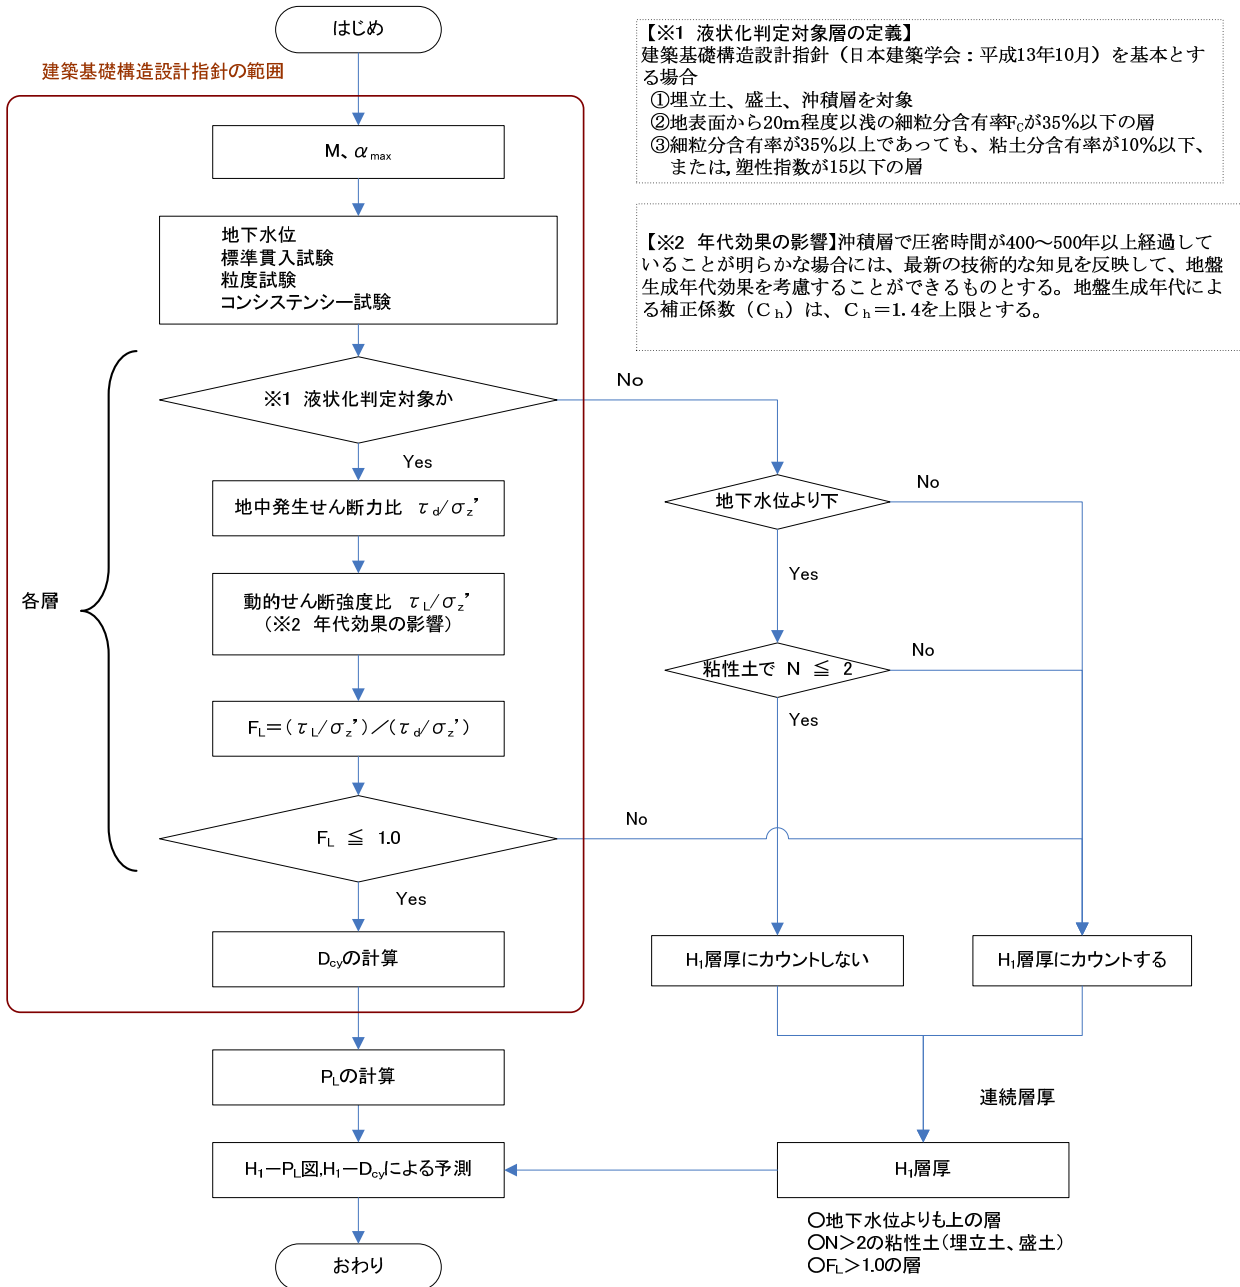 はじめ
建築基礎構造設計指針の範囲
M、αmax
地下水位
標準貫入試験
粒度試験
コンシステンシー試験
※1 液状化判定対象か
No
Yes
地中発生せん断力比 τd/σz’
動的せん断強度比 τL/σz’
(※2 年代効果の影響)
各層
FL=(τL/σz’)/(τd/σz’)
FL ≦ 1.0
No
Yes
Dcyの計算
PLの計算
H1-PL図,H1-Dcyによる予測
おわり
【※1 液状化判定対象層の定義】
建築基礎構造設計指針(日本建築学会:平成13年10月)を基本とす
る場合
①埋立土、盛土、沖積層を対象
②地表面から20m程度以浅の細粒分含有率FCが35%以下の層
③細粒分含有率が35%以上であっても、粘土分含有率が10%以下、
または,塑性指数が15以下の層
【※2 年代効果の影響】沖積層で圧密時間が400~500年以上経過して
いることが明らかな場合には、最新の技術的な知見を反映して、地盤
生成年代効果を考慮することができるものとする。地盤生成年代によ
る補正係数(Ch)は、Ch=1.4を上限とする。
地下水位より下
No
Yes
粘性土で N ≦ 2
No
Yes
H1層厚にカウントしない
H1層厚にカウントする
連続層厚
H1層厚
○地下水位よりも上の層
○N>2の粘性土(埋立土、盛土)
○FL>1.0の層